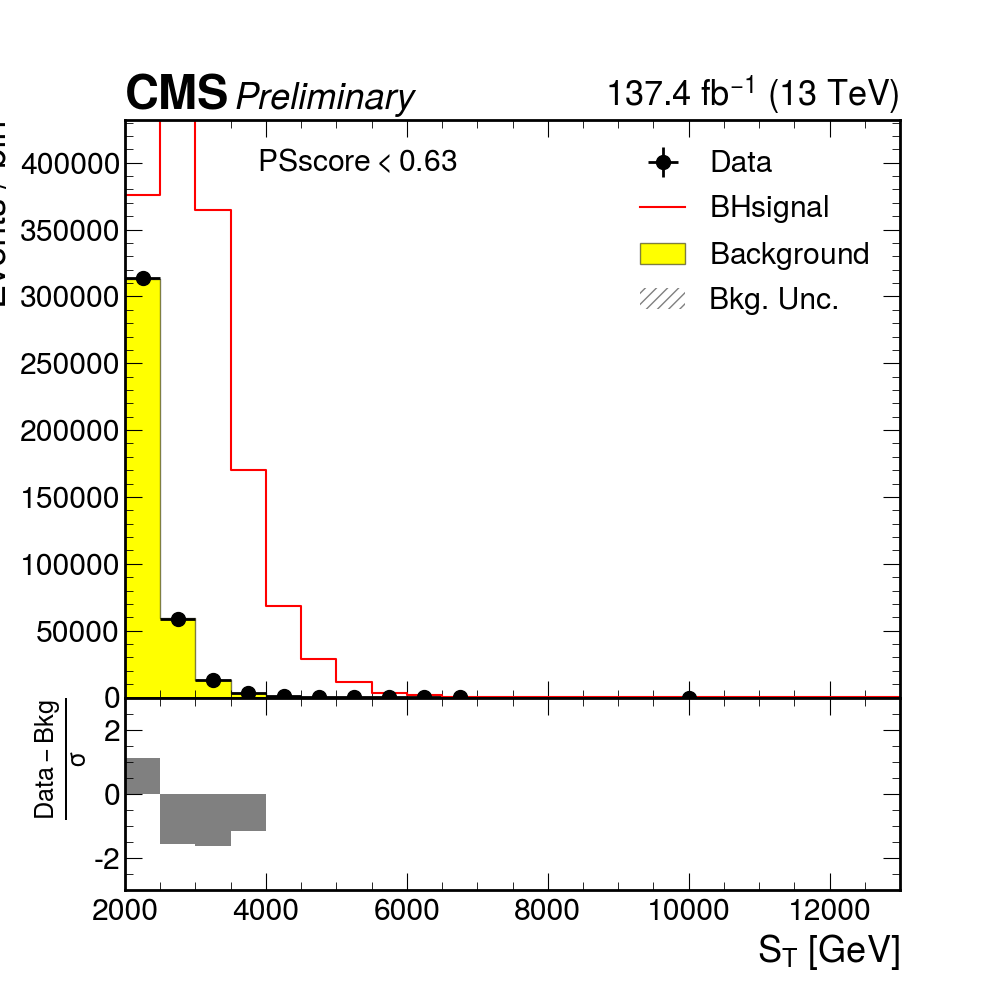 CMS Preliminary 137.4 fb⁻¹ (13 TeV)
PSscore < 0.63
Data
BHsignal
Background
Bkg. Unc.
400000
350000
300000
250000
200000
150000
100000
50000
0
Data – Bkg
σ
2
0
-2
2000 4000 6000 8000 10000 12000
S_T [GeV]